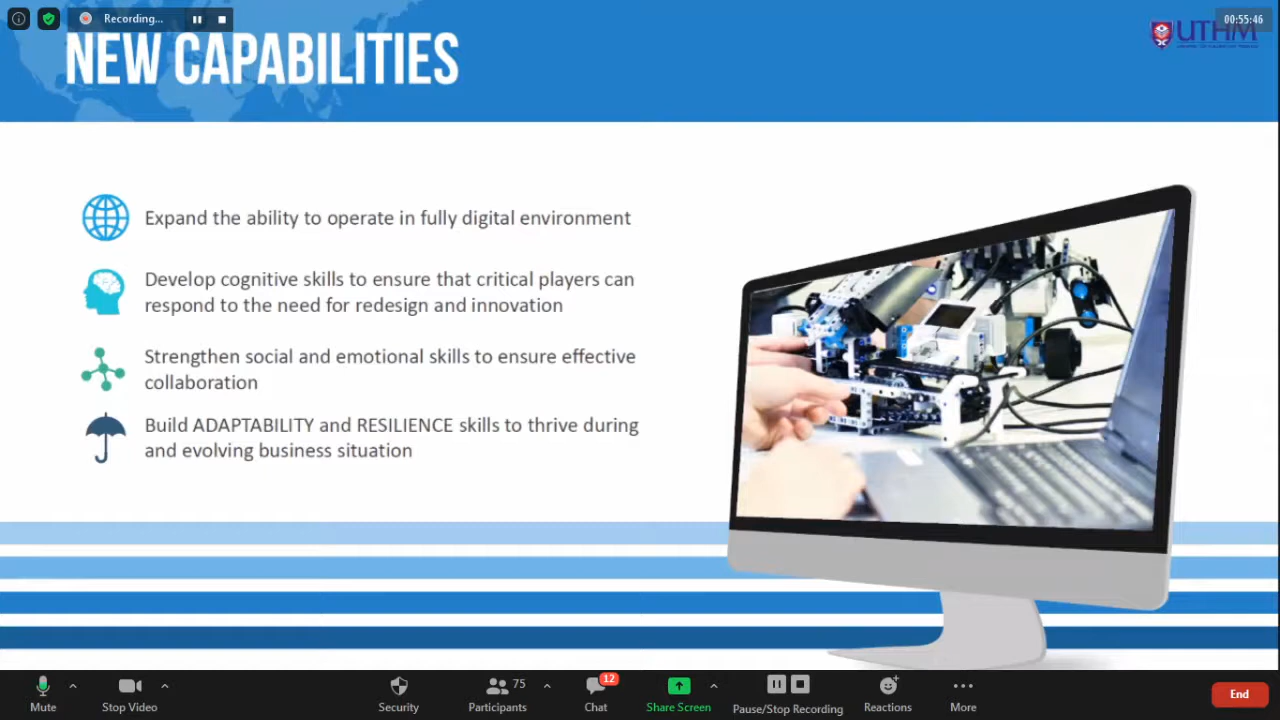 Recording...
00:55:46
NEW CAPABILITIES
UTHM
Expand the ability to operate in fully digital environment
Develop cognitive skills to ensure that critical players can
respond to the need for redesign and innovation
Strengthen social and emotional skills to ensure effective
collaboration
Build ADAPTABILITY and RESILIENCE skills to thrive during
and evolving business situation
Mute
Stop Video
Security
75
Participants
12
Chat
Share Screen
Pause/Stop Recording
Reactions
More
End